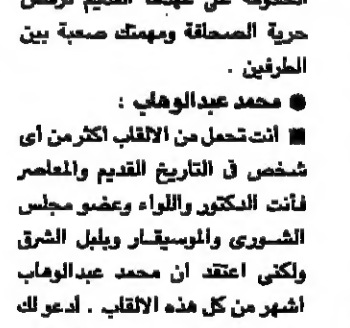 حرية الصحافة ومهمتك صعبة بين
الطرفين .
● محمد عبدالوهاب :
■ أنت تحمل من الالقاب اكثر من أى
شخص فى التاريخ القديم والمعاصر
فأنت الدكتور واللواء وعضو مجلس
الشورى والموسيقار وبلبل الشرق
ولكنى اعتقد ان محمد عبدالوهاب
اشهر من كل هذه الالقاب . أدعو لك